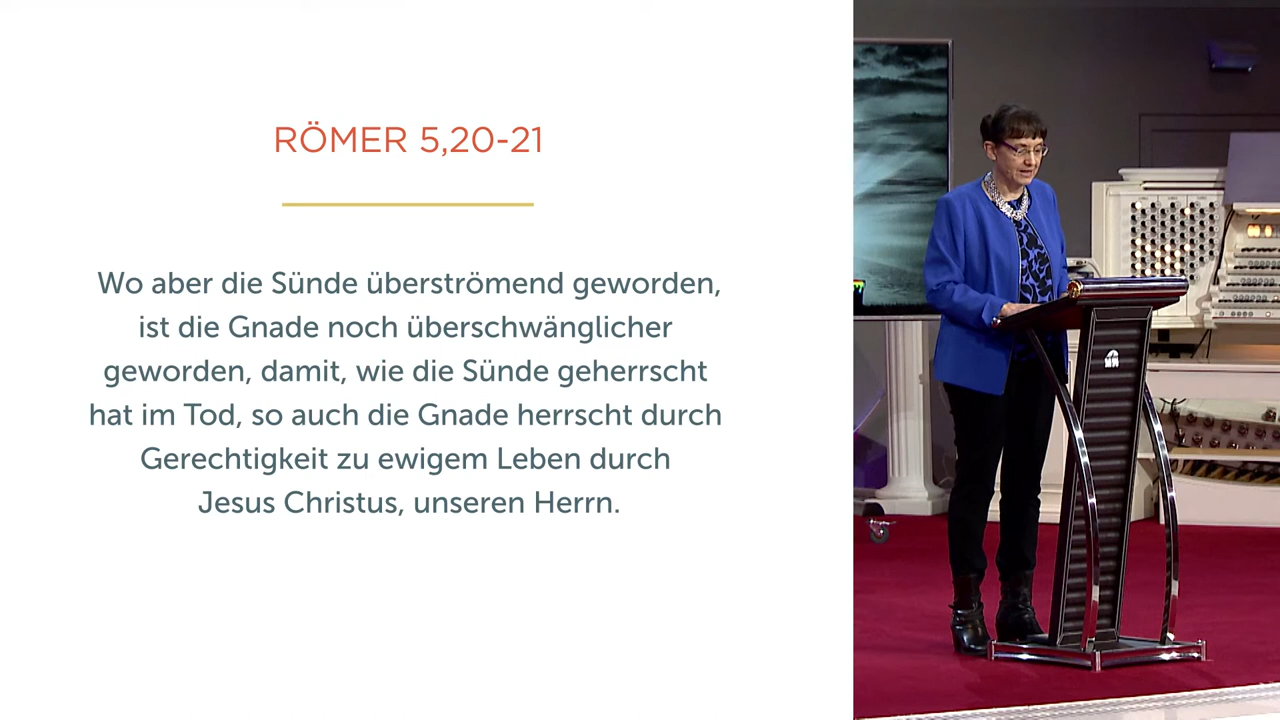 RÖMER 5,20-21
Wo aber die Sünde überströmend geworden,
ist die Gnade noch überschwänglicher
geworden, damit, wie die Sünde geherrscht
hat im Tod, so auch die Gnade herrscht durch
Gerechtigkeit zu ewigem Leben durch
Jesus Christus, unseren Herrn.